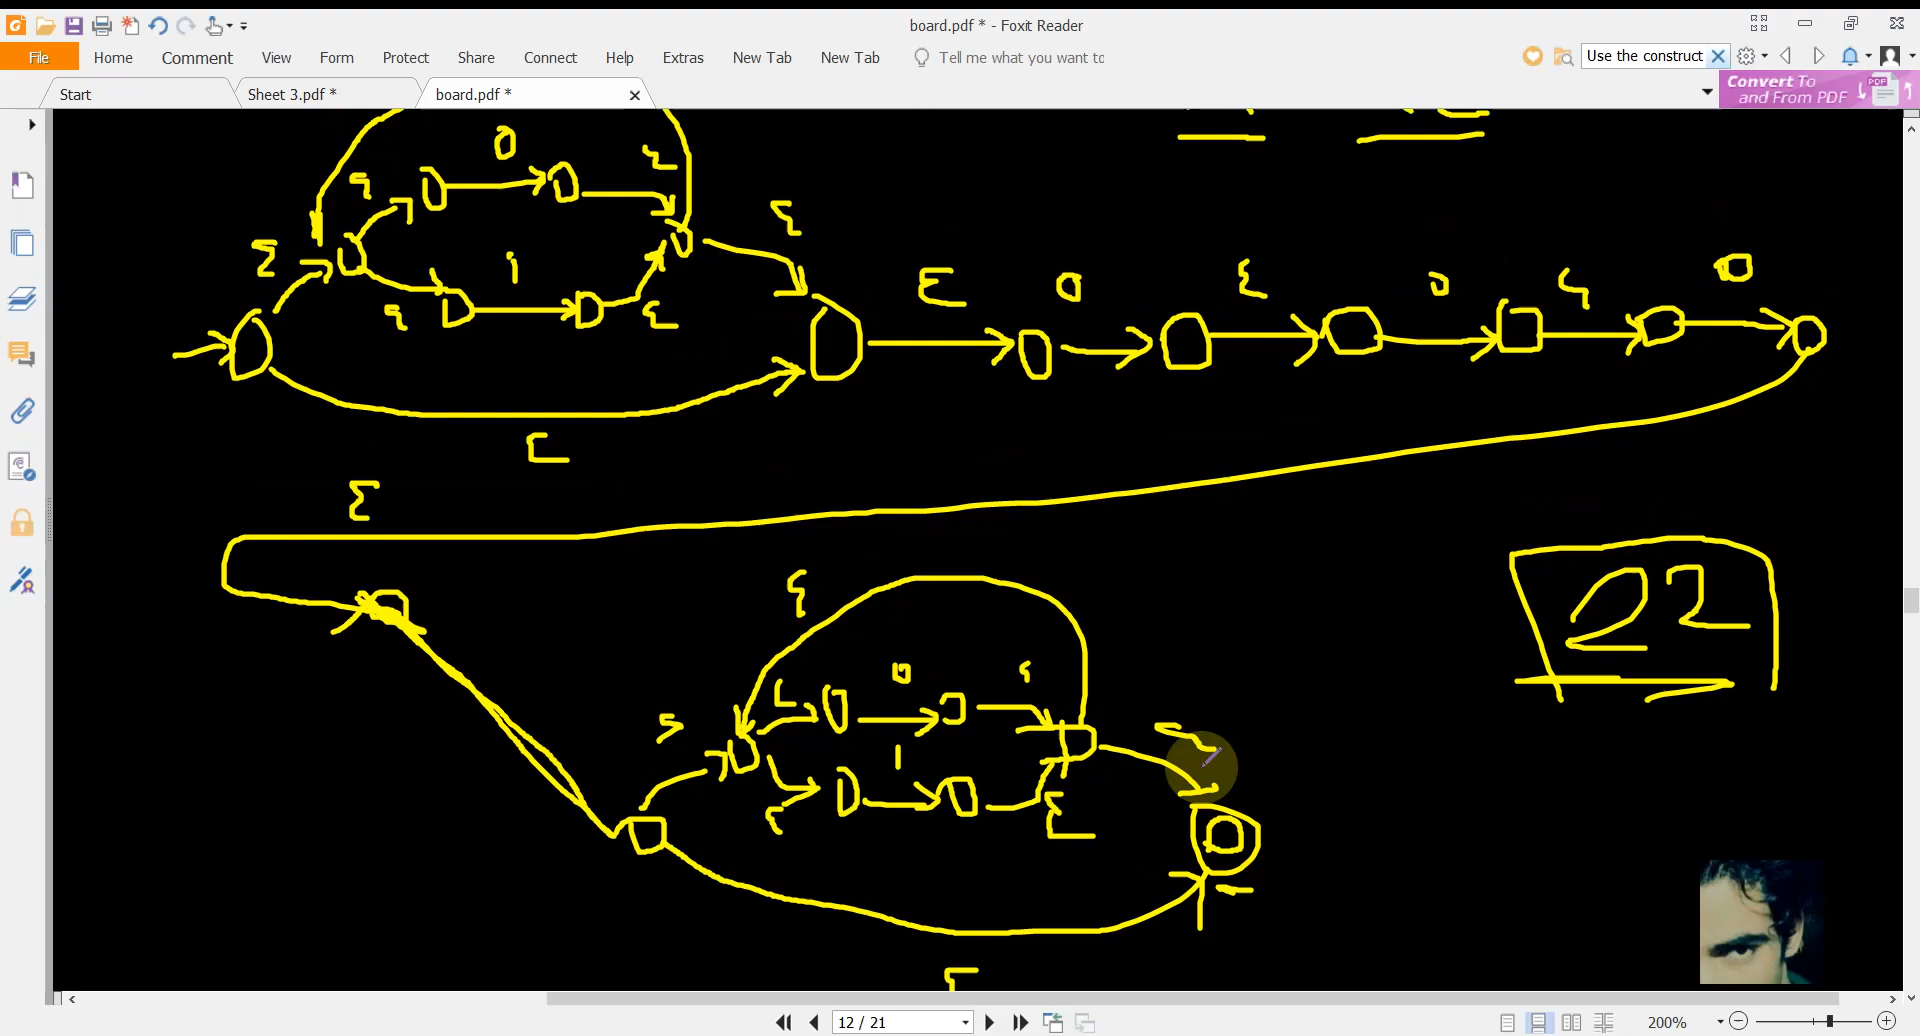 board.pdf * - Foxit Reader
File Home Comment View Form Protect Share Connect Help Extras New Tab New Tab Tell me what you want to Use the construct
Start Sheet 3.pdf * board.pdf *
Convert To
and From PDF
PDF
0
ε
ε
Σ
1
ε
ε 0 ε 0 0
Σ
ε
0
1
ε
22
12 / 21
200%